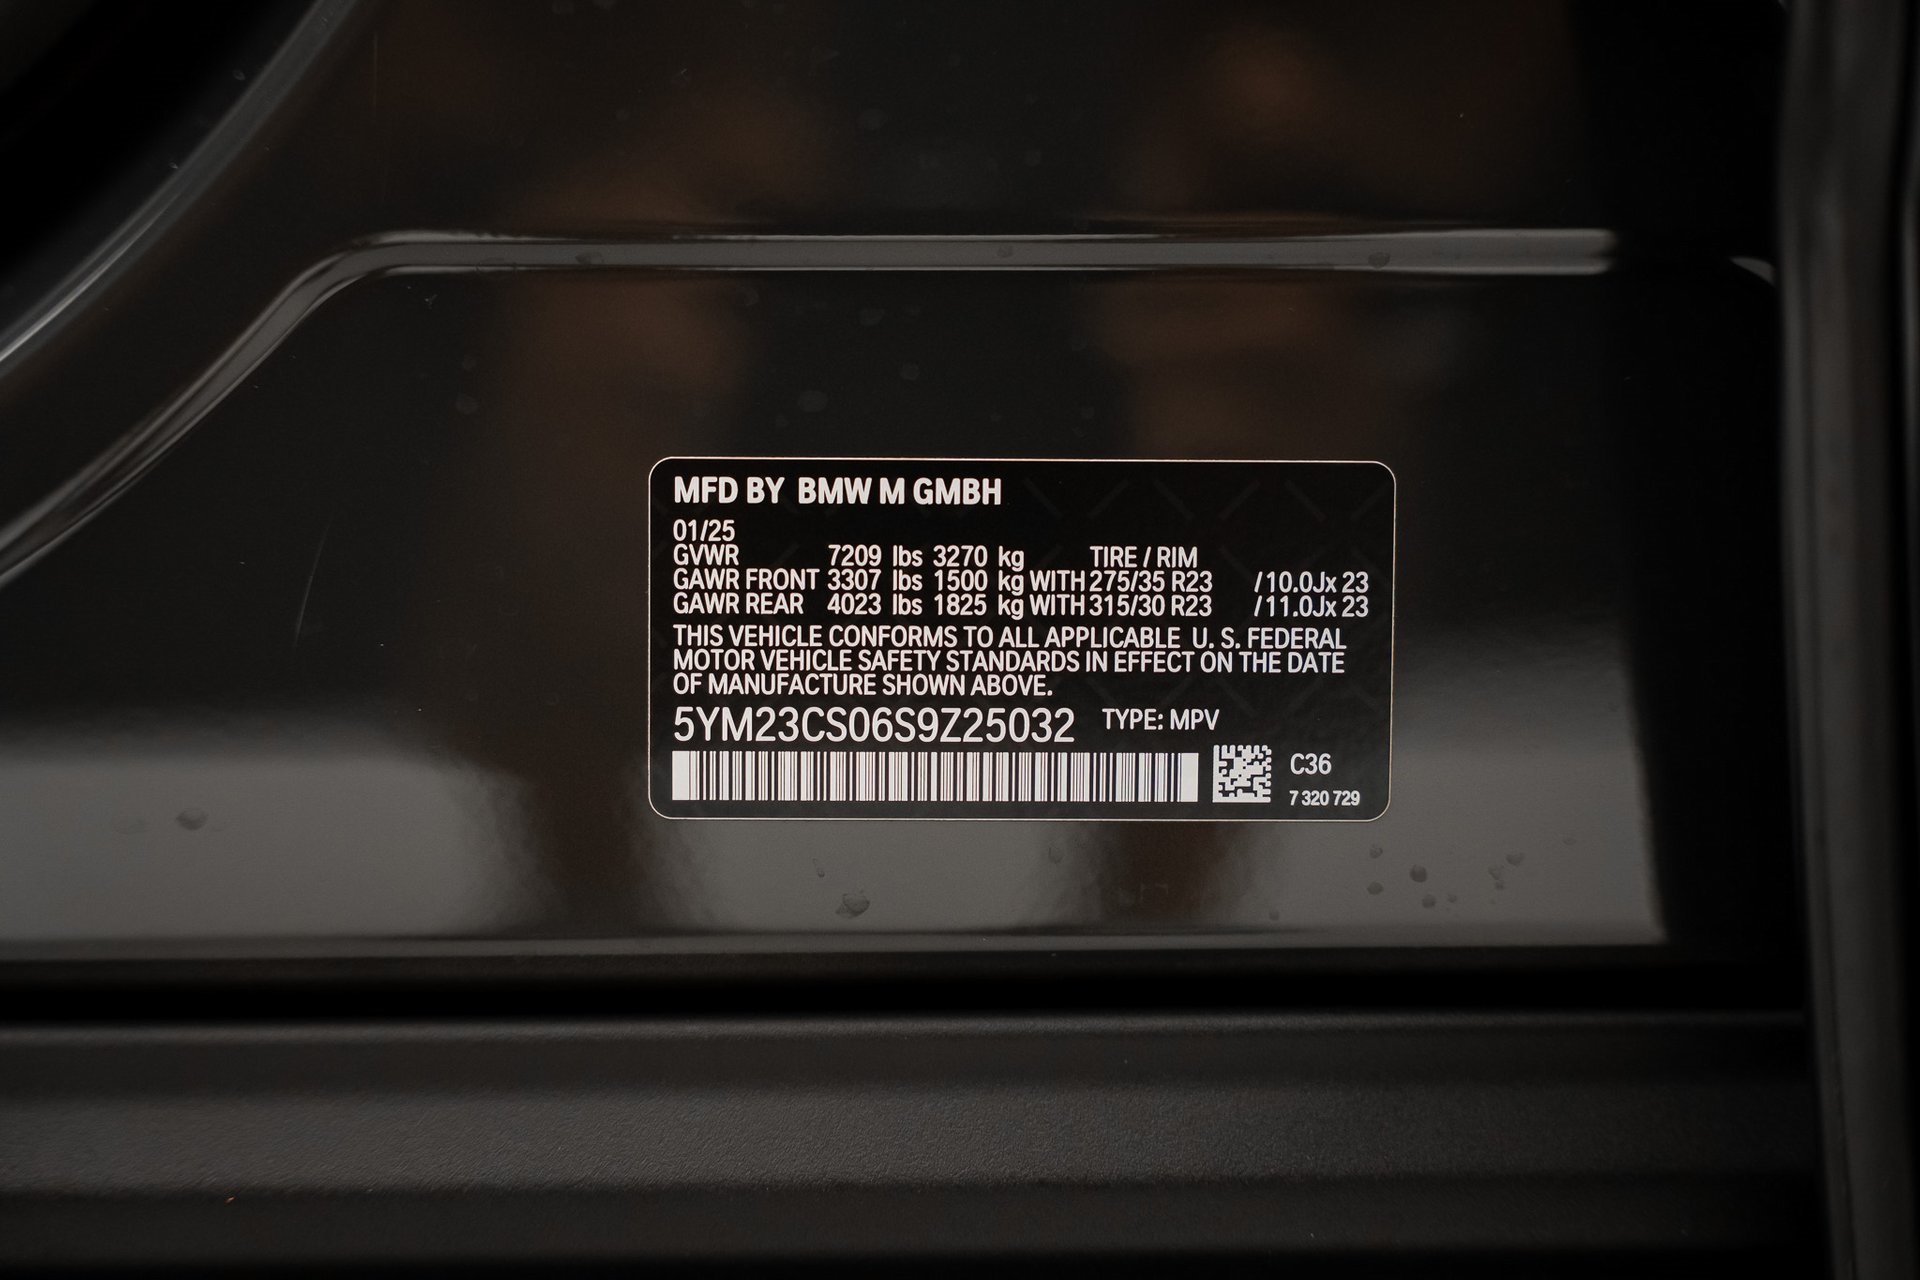 MFD BY BMW M GMBH
01/25
GVWR 7209 lbs 3270 kg TIRE / RIM
GAWR FRONT 3307 lbs 1500 kg WITH 275/35 R23 /10.0Jx 23
GAWR REAR 4023 lbs 1825 kg WITH 315/30 R23 /11.0Jx 23
THIS VEHICLE CONFORMS TO ALL APPLICABLE U. S. FEDERAL
MOTOR VEHICLE SAFETY STANDARDS IN EFFECT ON THE DATE
OF MANUFACTURE SHOWN ABOVE.
5YM23CS06S9Z25032 TYPE: MPV
C36
7 320 729